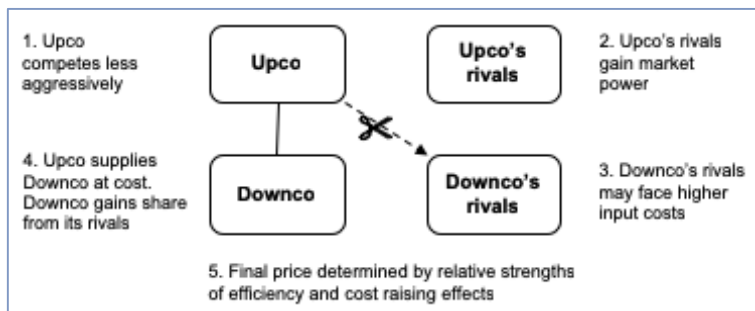 1. Upco
competes less
aggressively
Upco
Upco's
rivals
2. Upco's rivals
gain market
power
4. Upco supplies
Downco at cost.
Downco gains share
from its rivals
Downco
Downco's
rivals
3. Downco's rivals
may face higher
input costs
5. Final price determined by relative strengths
of efficiency and cost raising effects